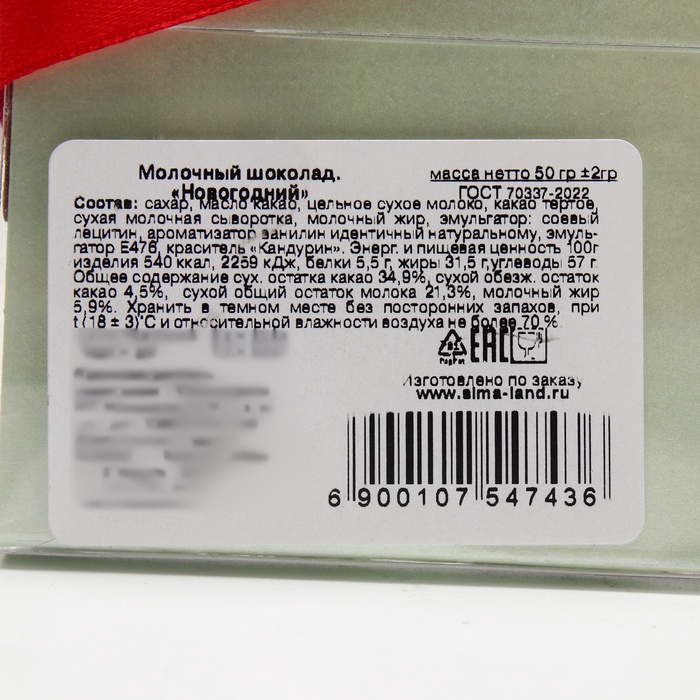 Молочный шоколад.
«Новогодний»
масса нетто 50 гр ±2гр
ГОСТ 70337-2022
Состав: сахар, масло какао, цельное сухое молоко, какао тертое,
сухая молочная сыворотка, молочный жир, эмульгатор: соевый
лецитин, ароматизатор ванилин идентичный натуральному, эмуль-
гатор Е476, краситель «Кандурин». Энерг. и пищевая ценность 100г
изделия 540 ккал, 2259 кДж, белки 5,5 г, жиры 31,5 г,углеводы 57 г.
Общее содержание сух. остатка какао 34,9%, сухой обезж. остаток
какао 4,5%, сухой общий остаток молока 21,3%, молочный жир
5,9%. Хранить в темном месте без посторонних запахов, при
t (18 ± 3)°С и относительной влажности воздуха не более 70 %
81
EAC
Изготовлено по заказу
www.sima-land.ru
6 900107 547436